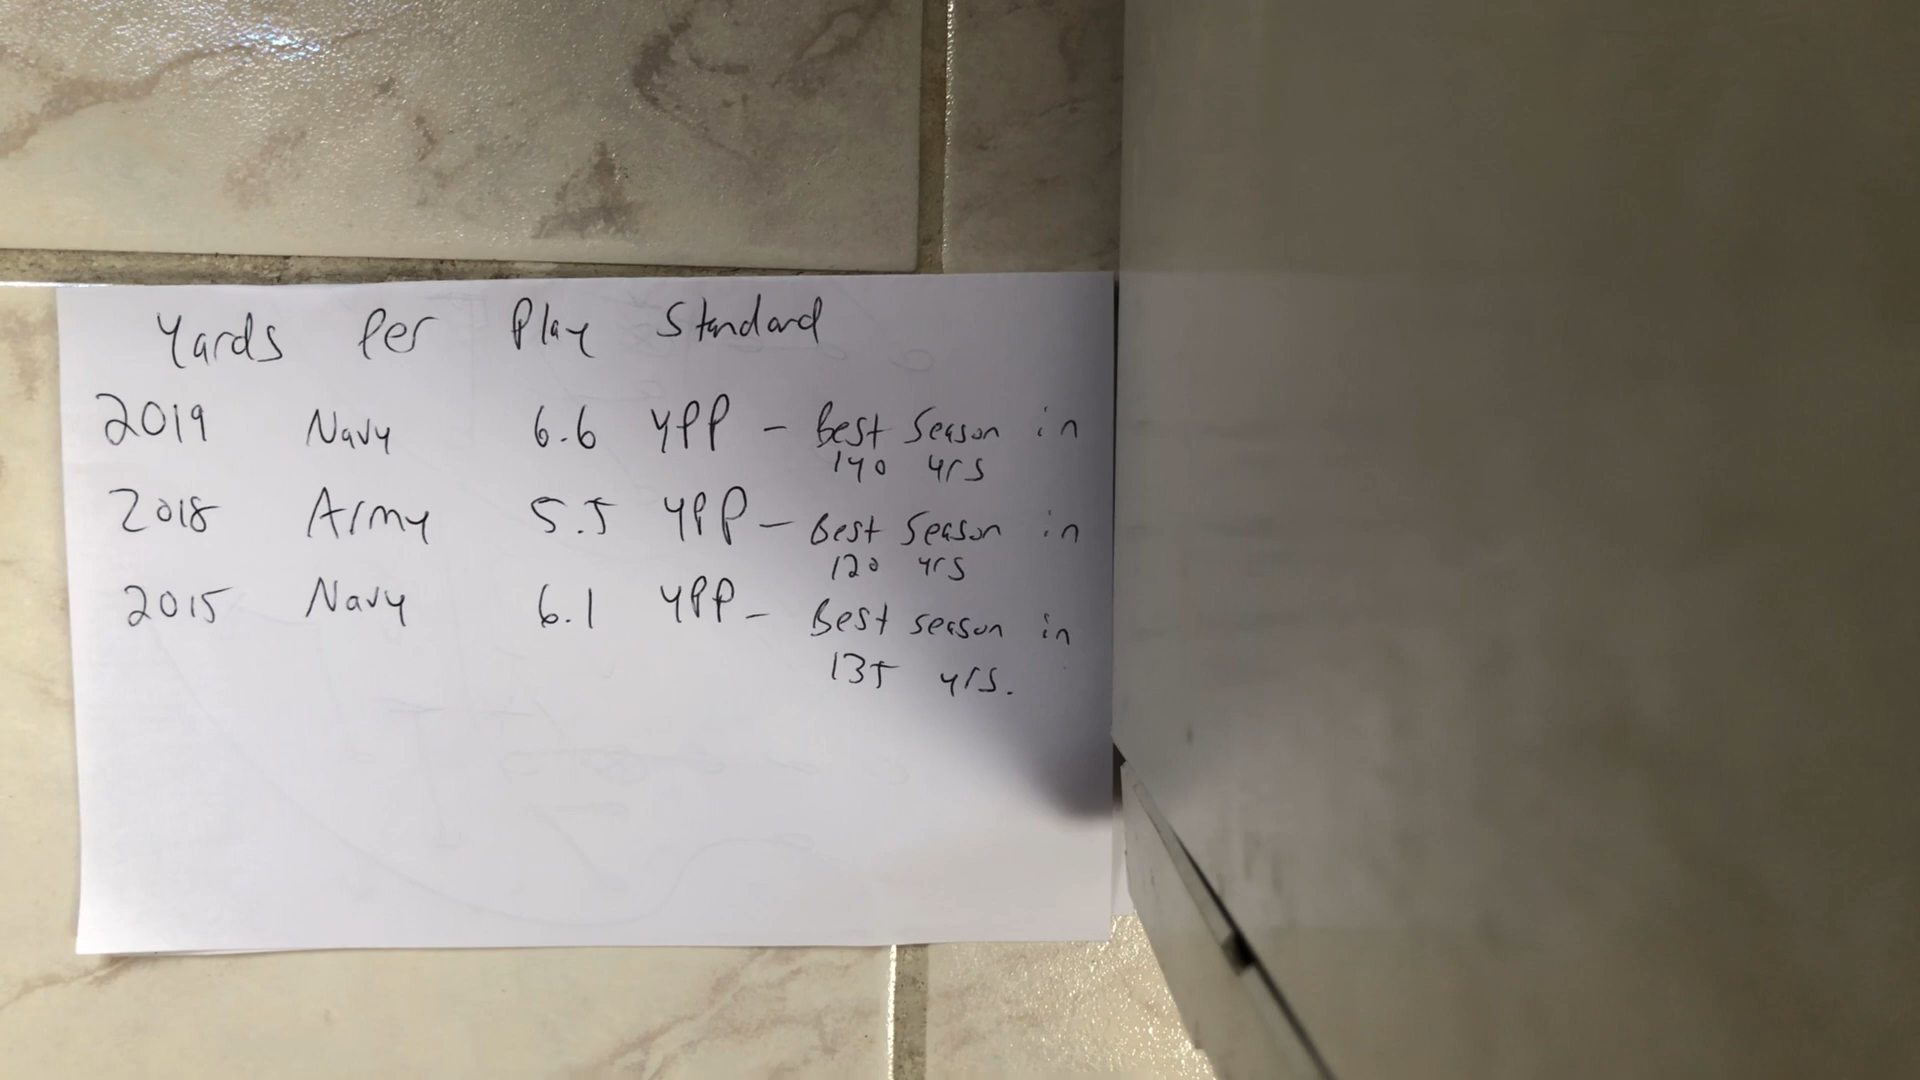 Yards Per Play Standard
2019 Navy 6.6 YPP - Best Season in
140 yrs
2018 Army 5.5 YPP - Best Season in
120 yrs
2015 Navy 6.1 YPP - Best season in
135 yrs.